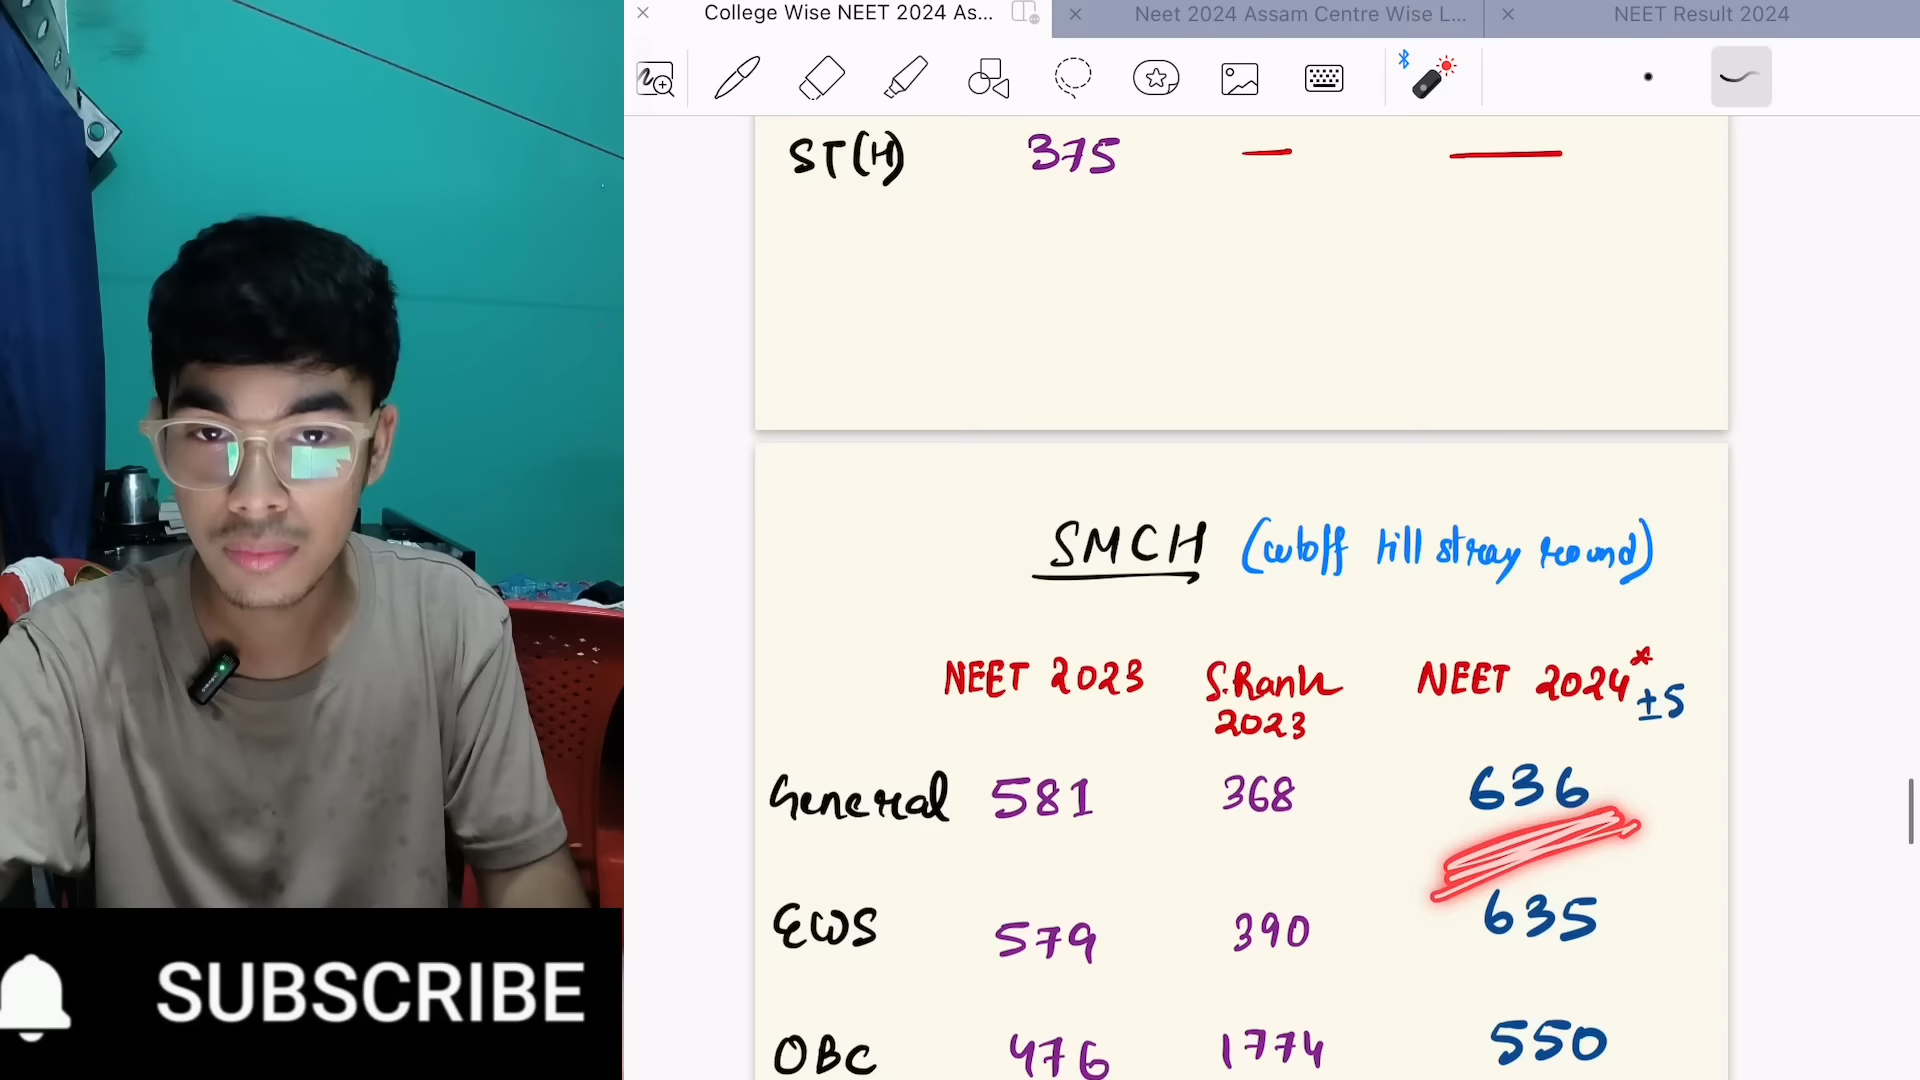 College Wise NEET 2024 As...
Neet 2024 Assam Centre Wise L...
NEET Result 2024
ST(H) 375 — —
SMCH (cutoff till stray round)
NEET 2023 S.Rank 2023 NEET 2024* ±5
General 581 368 636
EWS 579 390 635
OBC 476 1774 550
SUBSCRIBE